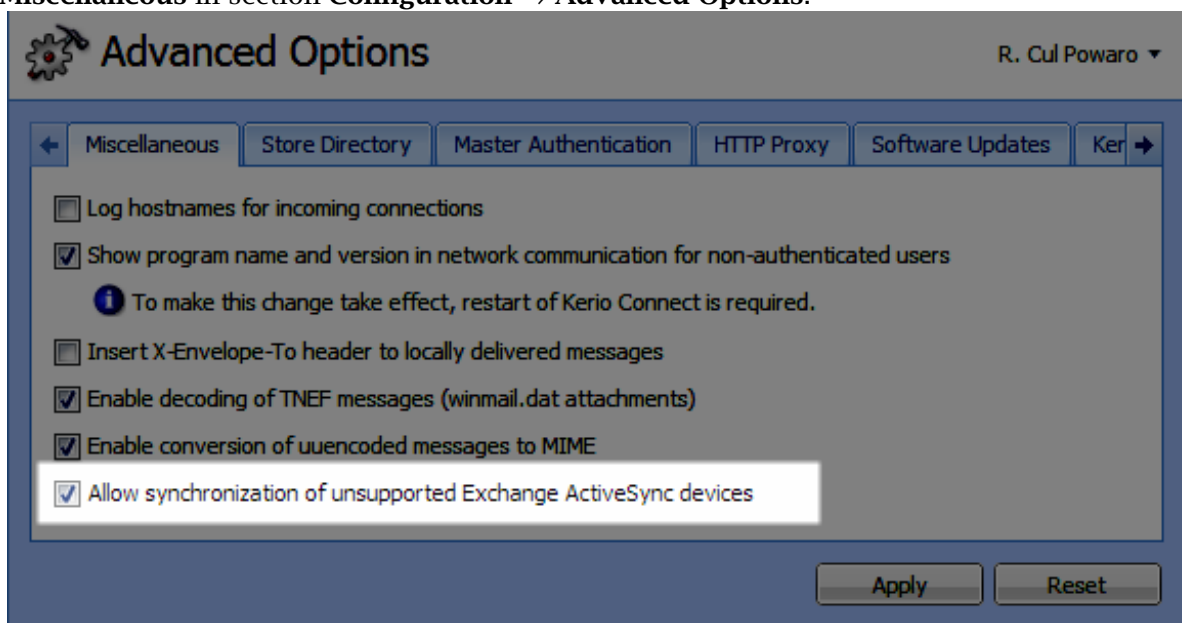 Miscellaneous in section Configuration → Advanced Options.
Advanced Options
R. Cul Powaro
Miscellaneous Store Directory Master Authentication HTTP Proxy Software Updates Ker
Log hostnames for incoming connections
Show program name and version in network communication for non-authenticated users
To make this change take effect, restart of Kerio Connect is required.
Insert X-Envelope-To header to locally delivered messages
Enable decoding of TNEF messages (winmail.dat attachments)
Enable conversion of uuencoded messages to MIME
Allow synchronization of unsupported Exchange ActiveSync devices
Apply Reset